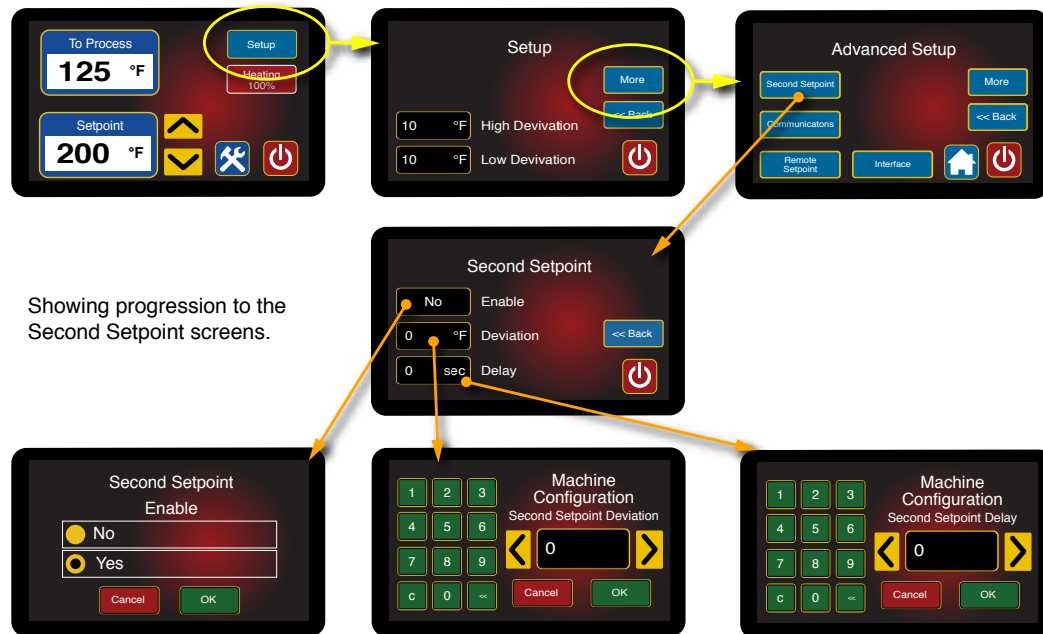 To Process
125 °F
Setup
Heating
100%
Setpoint
200 °F
Setup
More
<< Back
10 °F High Devivation
10 °F Low Devivation
Advanced Setup
Second Setpoint
More
Communicatons
<< Back
Remote
Setpoint
Interface
Showing progression to the
Second Setpoint screens.
Second Setpoint
No Enable
0 °F Deviation
<< Back
0 sec Delay
Second Setpoint
Enable
No
Yes
Cancel OK
Machine
Configuration
Second Setpoint Deviation
1 2 3
4 5 6
7 8 9
c 0 <<
0
Cancel OK
Machine
Configuration
Second Setpoint Delay
1 2 3
4 5 6
7 8 9
c 0 <<
0
Cancel OK